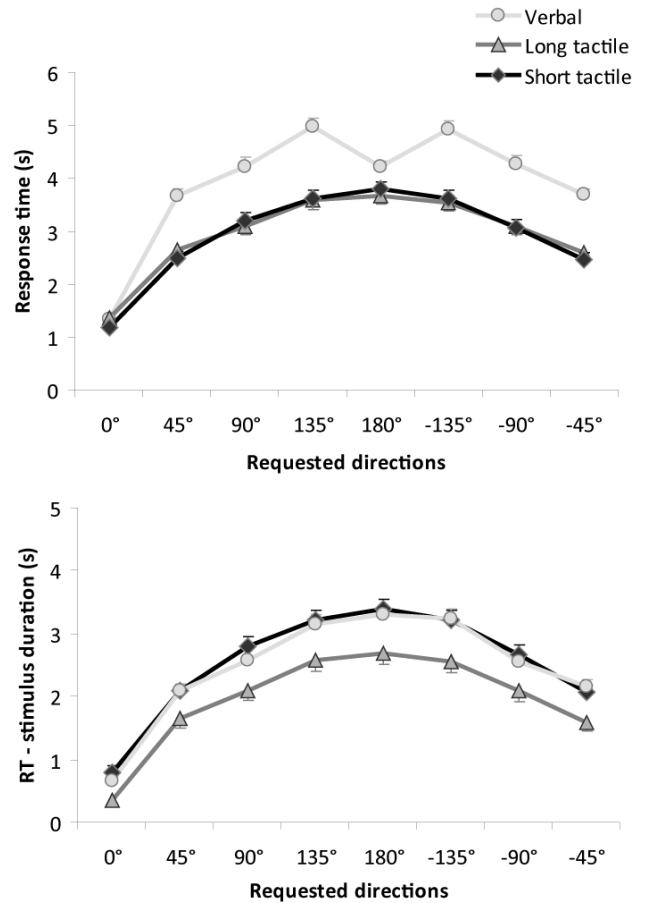 Verbal
Long tactile
Short tactile
6
5
4
3
2
1
0
Response time (s)
0° 45° 90° 135° 180° -135° -90° -45°
Requested directions
5
4
3
2
1
0
RT - stimulus duration (s)
0° 45° 90° 135° 180° -135° -90° -45°
Requested directions